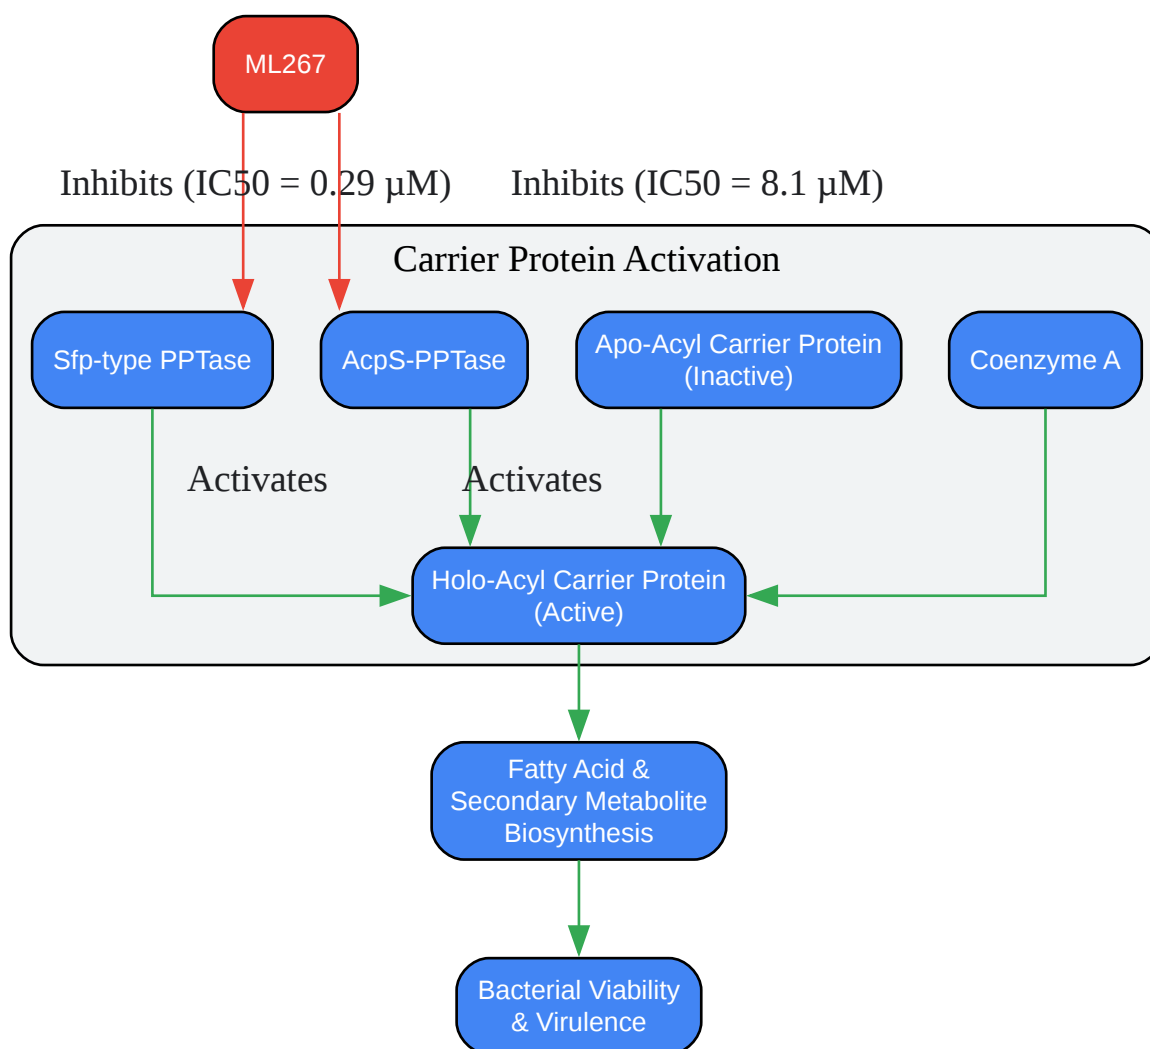 ML267
Inhibits (IC50 = 0.29 µM)
Inhibits (IC50 = 8.1 µM)
Carrier Protein Activation
Sfp-type PPTase
AcpS-PPTase
Apo-Acyl Carrier Protein
(Inactive)
Coenzyme A
Activates
Activates
Holo-Acyl Carrier Protein
(Active)
Fatty Acid &
Secondary Metabolite
Biosynthesis
Bacterial Viability
& Virulence